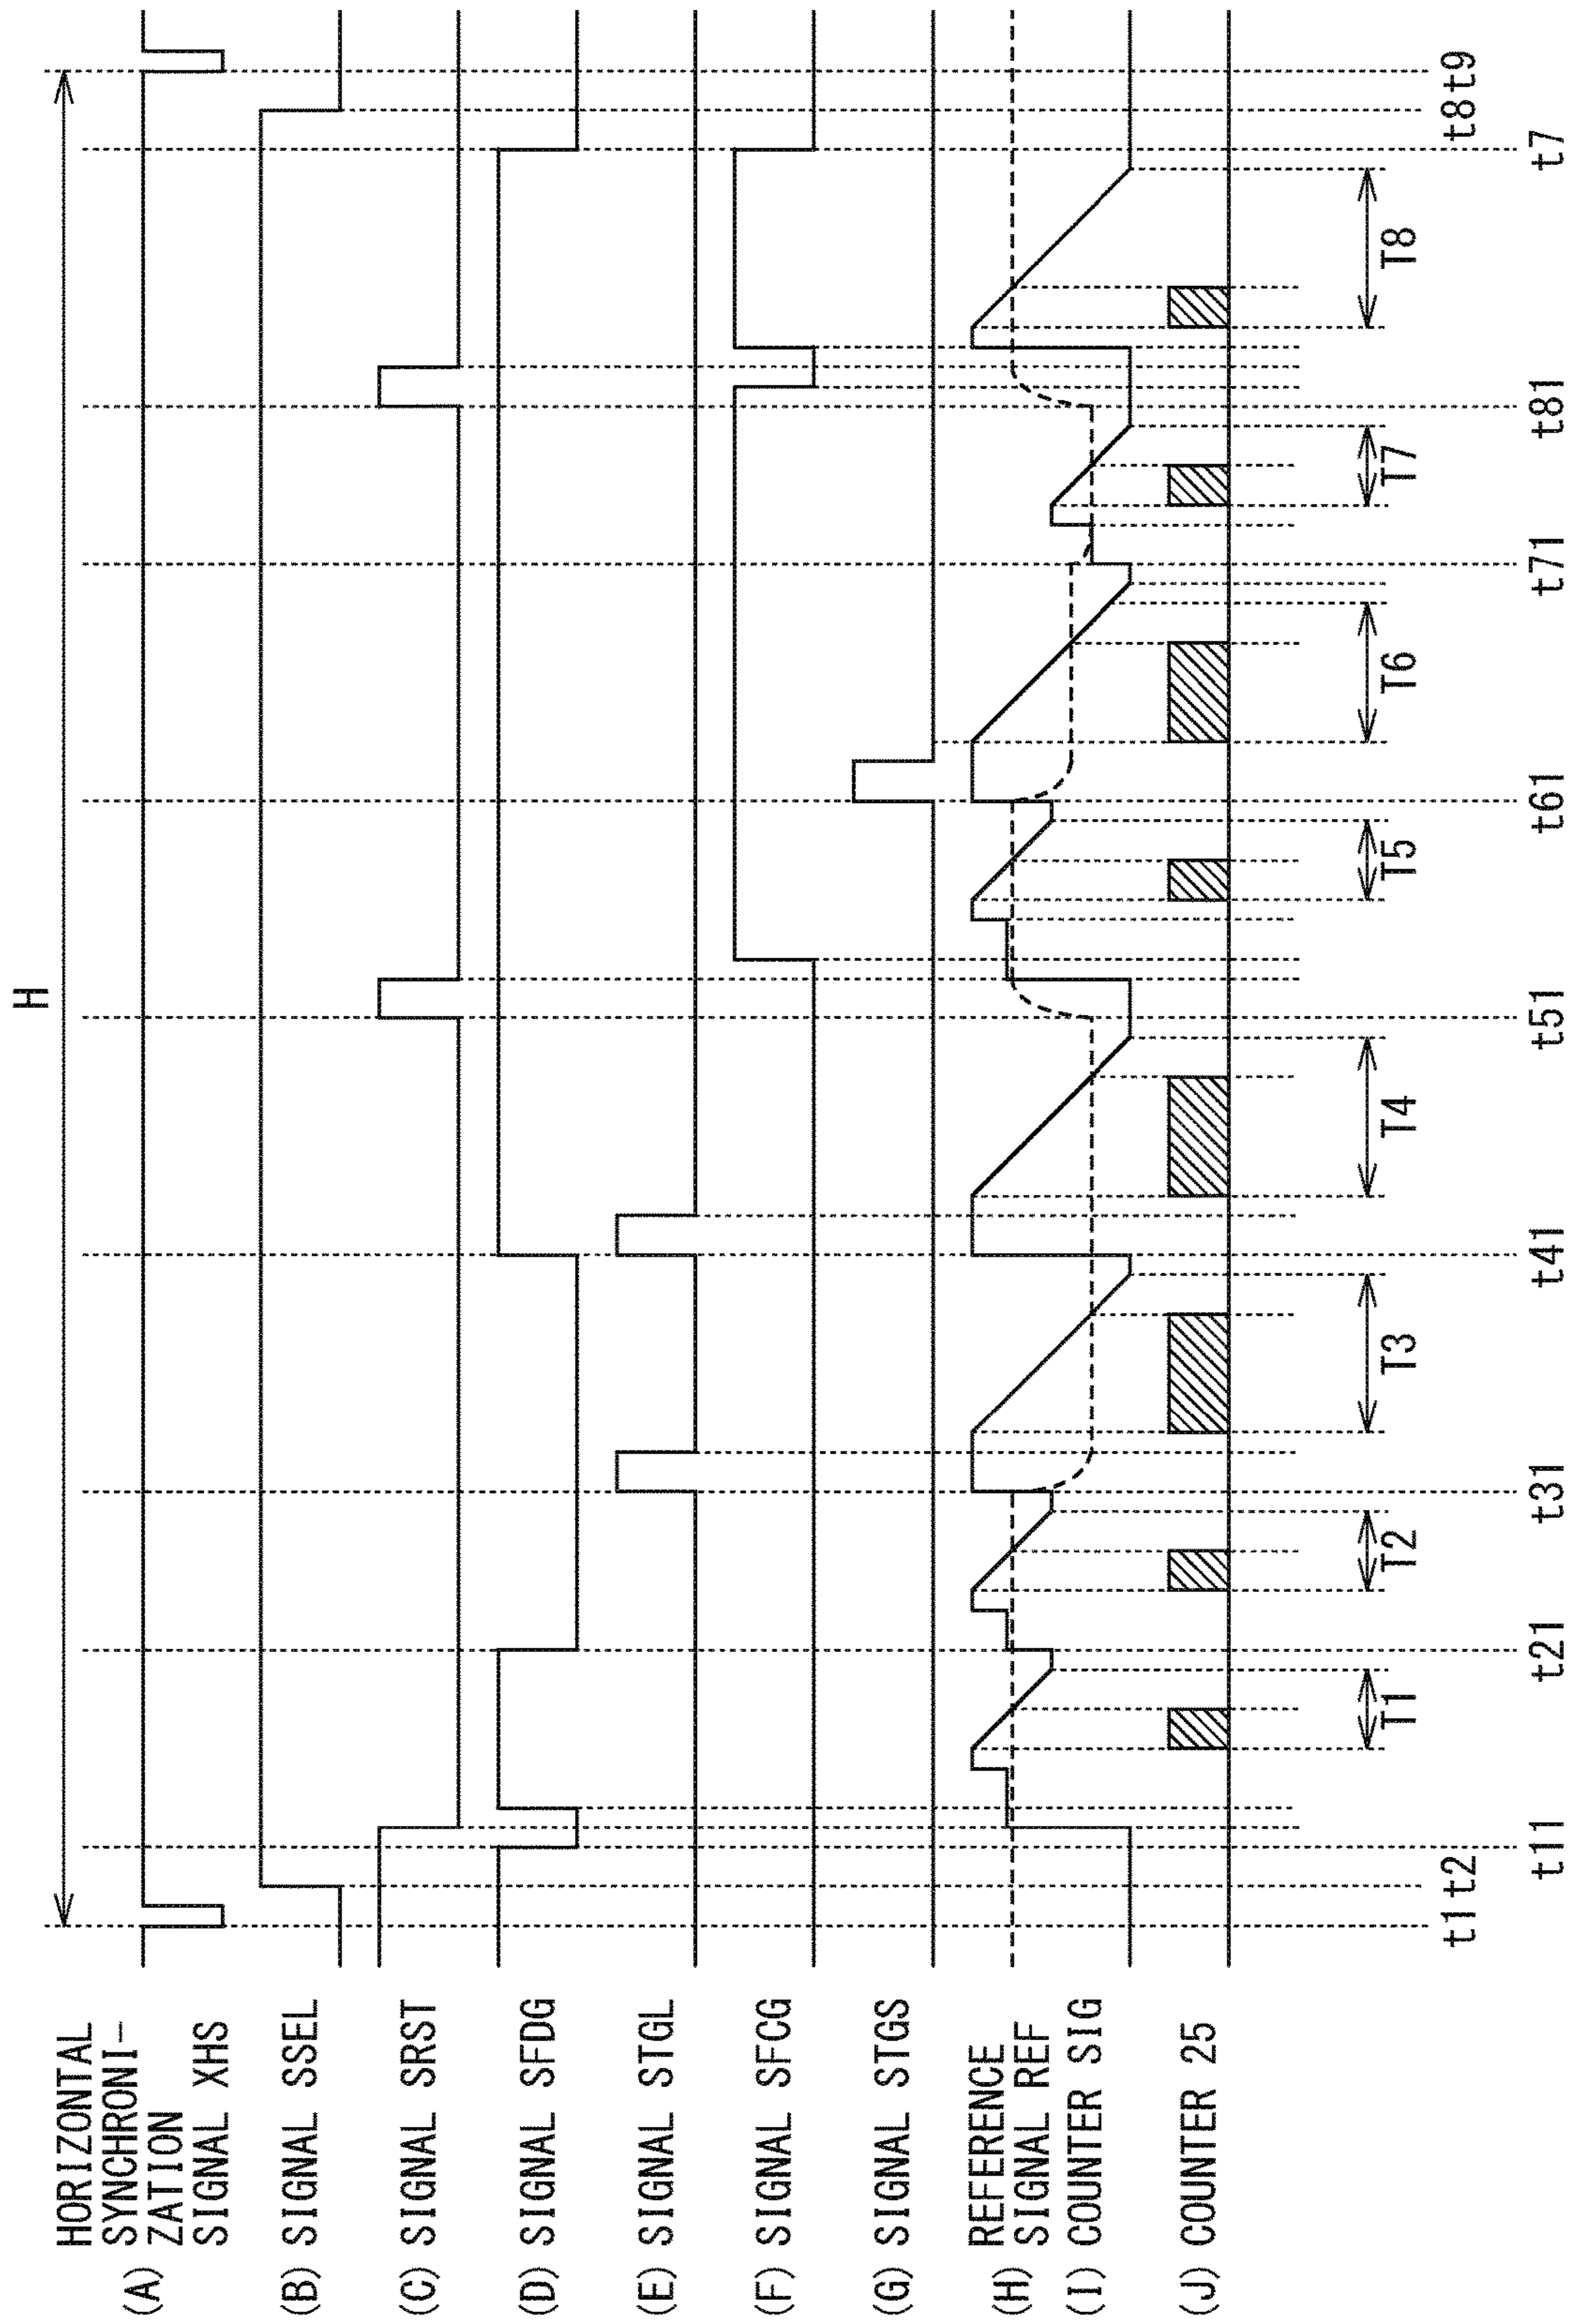 H
HORIZONTAL
SYNCHRONI-
ZATION
(A) SIGNAL XHS
(B) SIGNAL SSEL
(C) SIGNAL SRST
(D) SIGNAL SFDG
(E) SIGNAL STGL
(F) SIGNAL SFCG
(G) SIGNAL STGS
REFERENCE
(H) SIGNAL REF
(I) COUNTER SIG
(J) COUNTER 25
T1 T2 T3 T4 T5 T6 T7 T8
t1 t2 t8 t9
t11 t21 t31 t41 t51 t61 t71 t81 t7